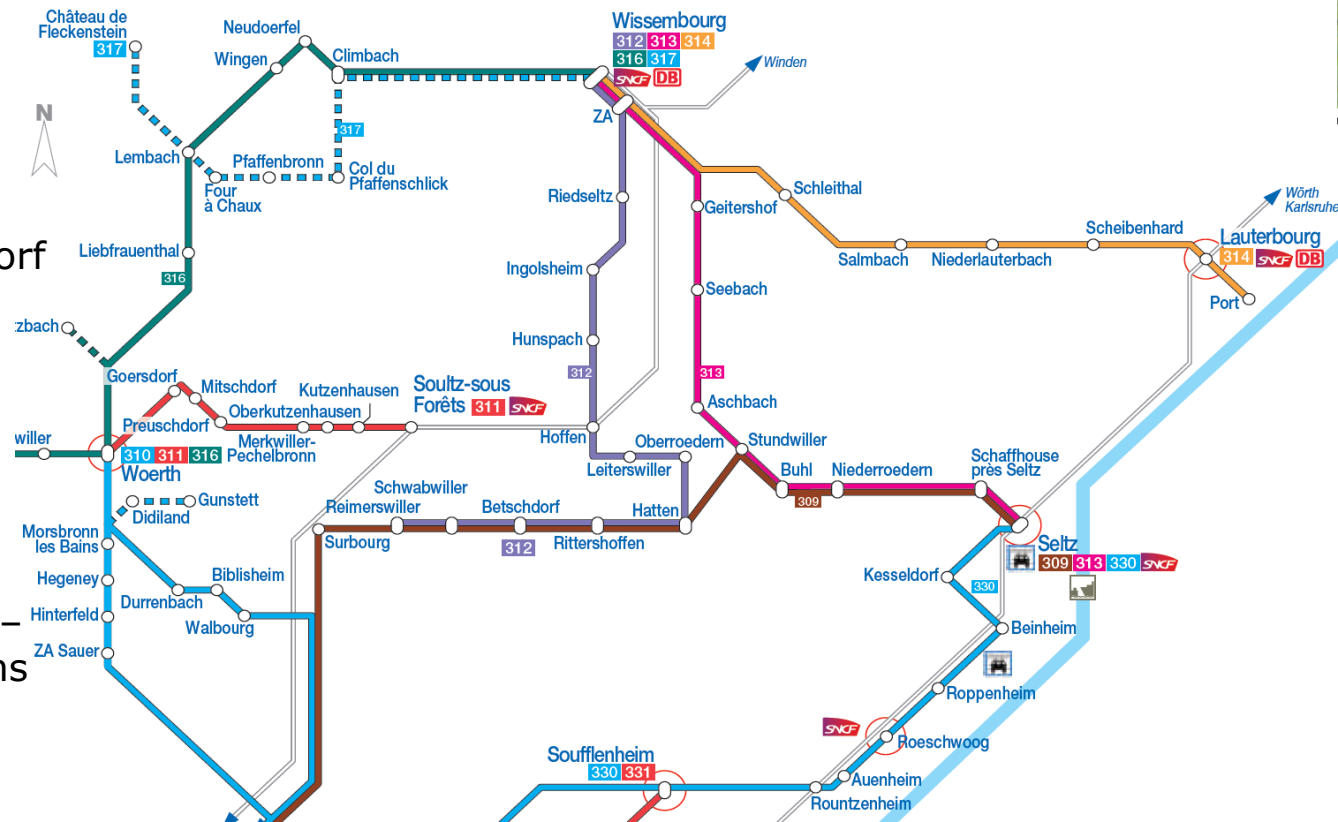 Château de
Fleckenstein
317
Neudoerfel
Wingen
Climbach
Wissembourg
312 313 314
316 317
SNCF DB
Winden
ZA
N
317
Lembach
Pfaffenbronn
Col du
Pfaffenschlick
Four
à Chaux
Riedseltz
Geitershof
Schleithal
Wörth
Karlsruhe
Scheibenhard
Lauterbourg
314 SNCF DB
Salmbach
Niederlauterbach
Port
orf
Liebfrauenthal
316
Ingolsheim
Seebach
zbach
Hunspach
312
313
Goersdorf
Mitschdorf
Kutzenhausen
Soultz-sous
Forêts 311 SNCF
Oberkutzenhausen
Preuschdorf
Merkwiller-
Pechelbronn
Aschbach
Hoffen
Oberroedern
Stundwiller
willer
310 311 316
Woerth
Leiterswiller
Buhl
Niederroedern
Schaffhouse
près Seltz
309
Gunstett
Didiland
Schwabwiller
Reimerswiller
Betschdorf
Hatten
Surbourg
312
Rittershoffen
Morsbronn
les Bains
Seltz
309 313 330 SNCF
Hegeney
Biblisheim
Durrenbach
Kesseldorf
330
Hinterfeld
Walbourg
Beinheim
–
ZA Sauer
ns
Roppenheim
SNCF
Roeschwoog
Soufflenheim
330 331
Auenheim
Rountzenheim